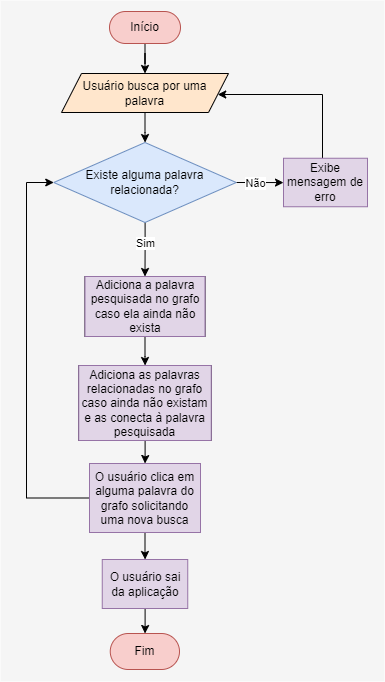 Início
Usuário busca por uma
palavra
Existe alguma palavra
relacionada?
Não
Exibe
mensagem de
erro
Sim
Adiciona a palavra
pesquisada no grafo
caso ela ainda não
exista
Adiciona as palavras
relacionadas no grafo
caso ainda não existam
e as conecta à palavra
pesquisada
O usuário clica em
alguma palavra do
grafo solicitando
uma nova busca
O usuário sai
da aplicação
Fim